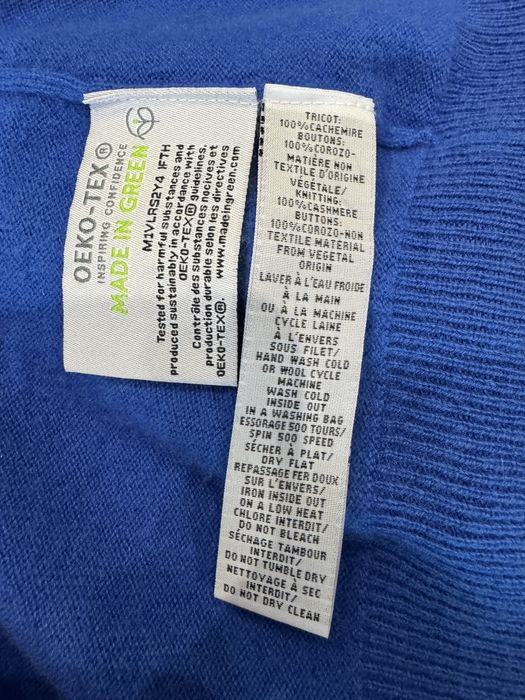 OEKO-TEX®
INSPIRING CONFIDENCE
MADE IN GREEN
M1VLRS2Y4 IFTH
Tested for harmful substances and
produced sustainably in accordance with
OEKO-TEX® guidelines.
Contrôle des substances nocives et
production durable selon les directives
OEKO-TEX®. www.madeingreen.com
TRICOT:
100%CACHEMIRE
BOUTONS:
100%COROZO-
MATIÈRE NON
TEXTILE D'ORIGINE
VÉGÉTALE/
KNITTING:
100%CASHMERE
BUTTONS:
100%COROZO-NON
TEXTILE MATERIAL
FROM VEGETAL
ORIGIN
LAVER À L'EAU FROIDE
À LA MAIN
OU À LA MACHINE
CYCLE LAINE
À L'ENVERS
SOUS FILET/
HAND WASH COLD
OR WOOL CYCLE
MACHINE
WASH COLD
INSIDE OUT
IN A WASHING BAG
ESSORAGE 500 TOURS/
SPIN 500 SPEED
SÉCHER À PLAT/
DRY FLAT
REPASSAGE FER DOUX
SUR L'ENVERS/
IRON INSIDE OUT
ON A LOW HEAT
CHLORE INTERDIT/
DO NOT BLEACH
SÉCHAGE TAMBOUR
INTERDIT/
DO NOT TUMBLE DRY
NETTOYAGE À SEC
INTERDIT/
DO NOT DRY CLEAN